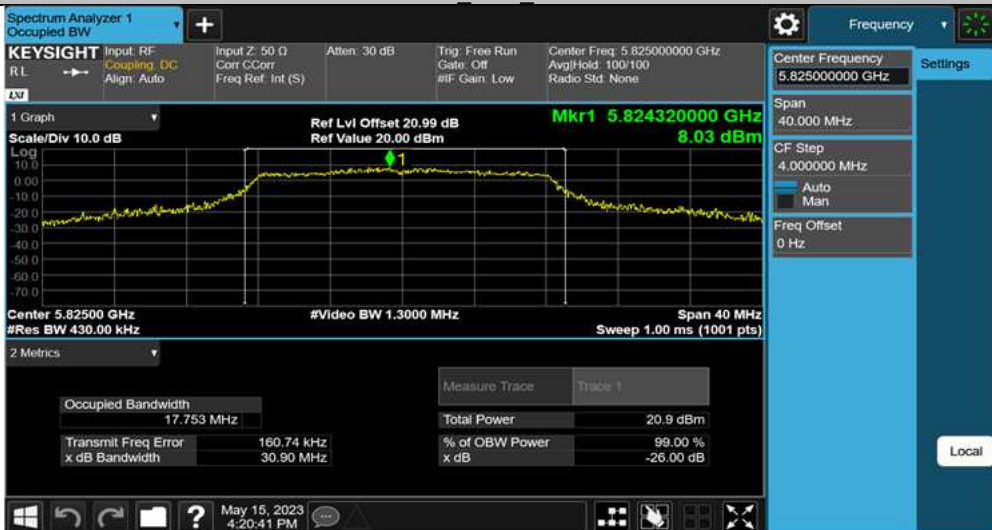 Spectrum Analyzer 1
Occupied BW
+
Frequency
KEYSIGHT
RL
LXI
Input: RF
Coupling: DC
Align: Auto
Input Z: 50 Ω
Corr CCorr
Freq Ref: Int (S)
Atten: 30 dB
Trig: Free Run
Gate: Off
#IF Gain: Low
Center Freq: 5.825000000 GHz
Avg|Hold: 100/100
Radio Std: None
Center Frequency
5.825000000 GHz
Settings
Span
40.000 MHz
CF Step
4.000000 MHz
Auto
Man
Freq Offset
0 Hz
Local
1 Graph
Scale/Div 10.0 dB
Ref Lvl Offset 20.99 dB
Ref Value 20.00 dBm
Mkr1 5.824320000 GHz
8.03 dBm
Log
10.0
0.00
-10.0
-20.0
-30.0
-40.0
-50.0
-60.0
-70.0
1
Center 5.82500 GHz
#Res BW 430.00 kHz
#Video BW 1.3000 MHz
Span 40 MHz
Sweep 1.00 ms (1001 pts)
2 Metrics
Measure Trace Trace 1
Occupied Bandwidth
17.753 MHz
Total Power 20.9 dBm
Transmit Freq Error 160.74 kHz
% of OBW Power 99.00 %
x dB Bandwidth 30.90 MHz
x dB -26.00 dB
?
May 15, 2023
4:20:41 PM